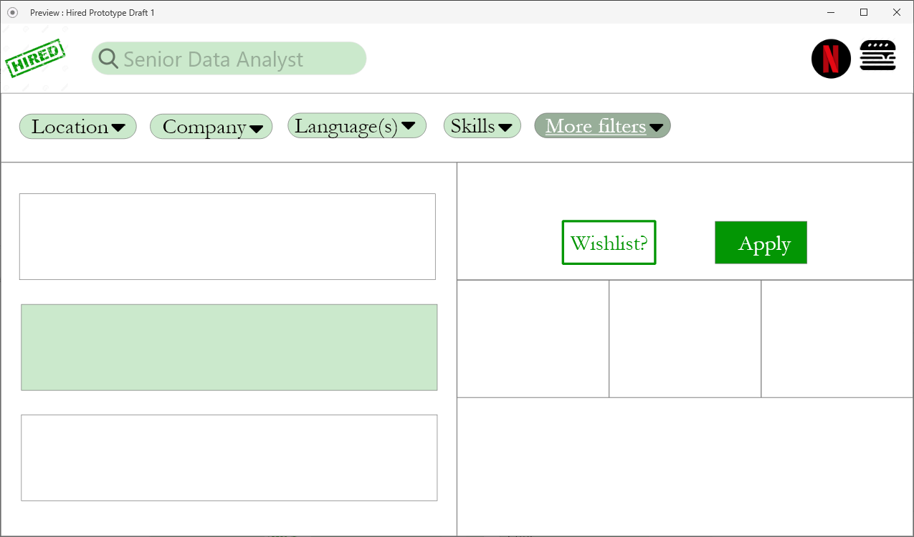 Preview : Hired Prototype Draft 1
HIRED
Senior Data Analyst
N
Location
Company
Language(s)
Skills
More filters
Wishlist?
Apply